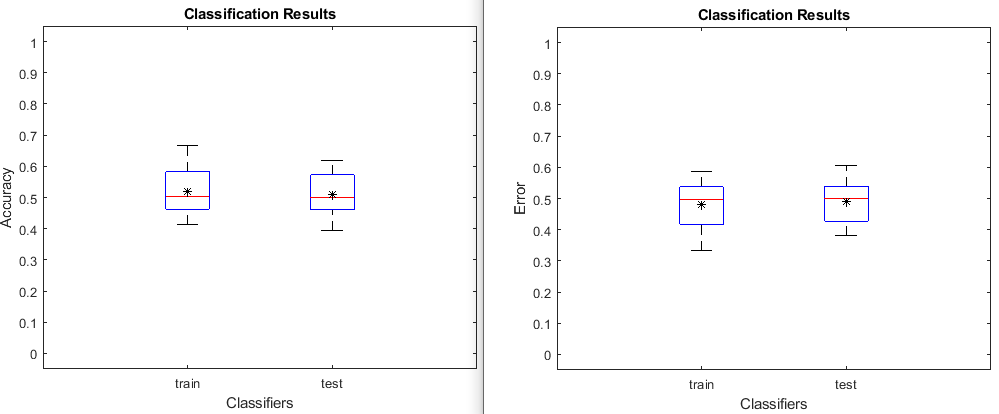 Classification Results
1
0.9
0.8
0.7
0.6
0.5
0.4
0.3
0.2
0.1
0
Accuracy
train test
Classifiers
Classification Results
1
0.9
0.8
0.7
0.6
0.5
0.4
0.3
0.2
0.1
0
Error
train test
Classifiers